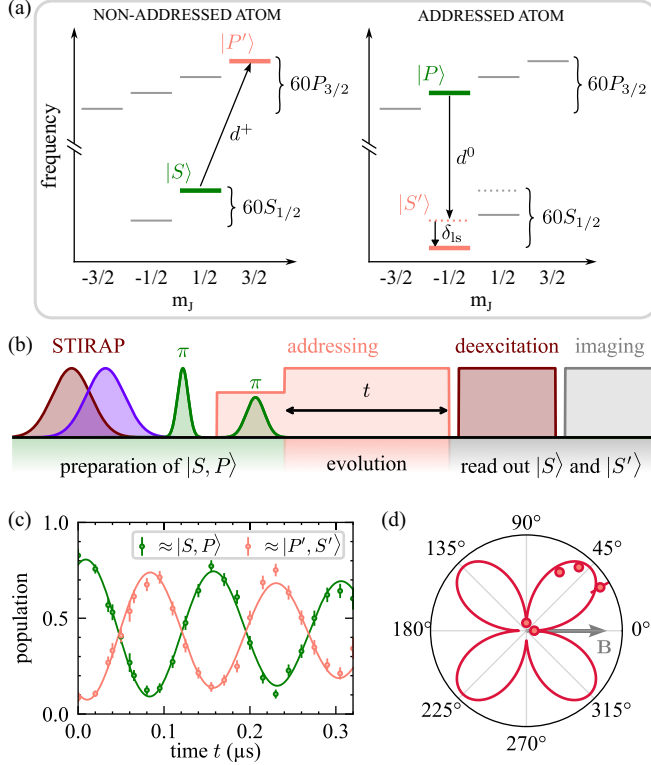 (a)
NON-ADDRESSED ATOM
ADDRESSED ATOM
frequency
|P′⟩
60P3/2
d+
|S⟩
60S1/2
-3/2 -1/2 1/2 3/2
mJ
|P⟩
60P3/2
d0
|S′⟩
δls
60S1/2
-3/2 -1/2 1/2 3/2
mJ
(b)
STIRAP
π
π
addressing
deexcitation
imaging
t
preparation of |S, P⟩
evolution
read out |S⟩ and |S′⟩
(c)
≈|S, P⟩
≈|P′, S′⟩
population
1.0
0.5
0.0
0.0 0.1 0.2 0.3
time t (µs)
(d)
90°
135°
45°
180°
0°
B
225°
315°
270°